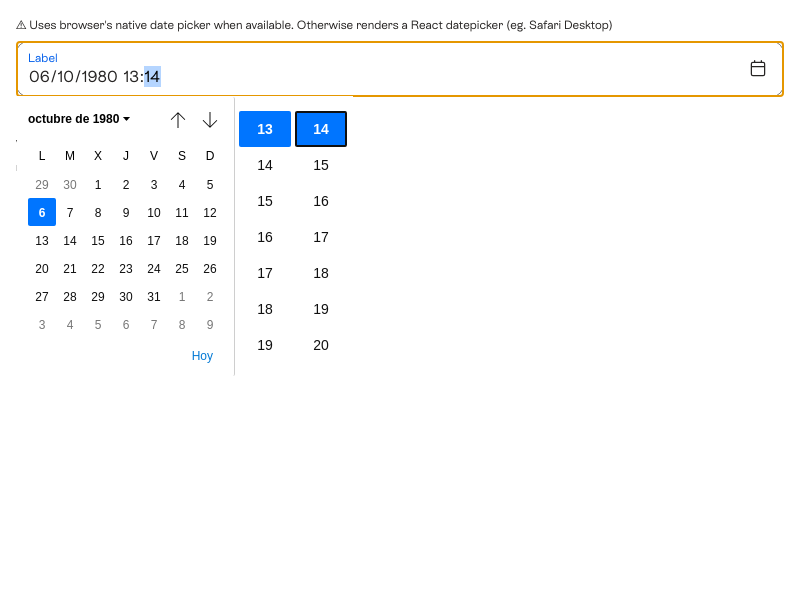 ⚠ Uses browser's native date picker when available. Otherwise renders a React datepicker (eg. Safari Desktop)
Label
06/10/1980 13:14
octubre de 1980
L M X J V S D
29 30 1 2 3 4 5
6 7 8 9 10 11 12
13 14 15 16 17 18 19
20 21 22 23 24 25 26
27 28 29 30 31 1 2
3 4 5 6 7 8 9
Hoy
13 14
14 15
15 16
16 17
17 18
18 19
19 20